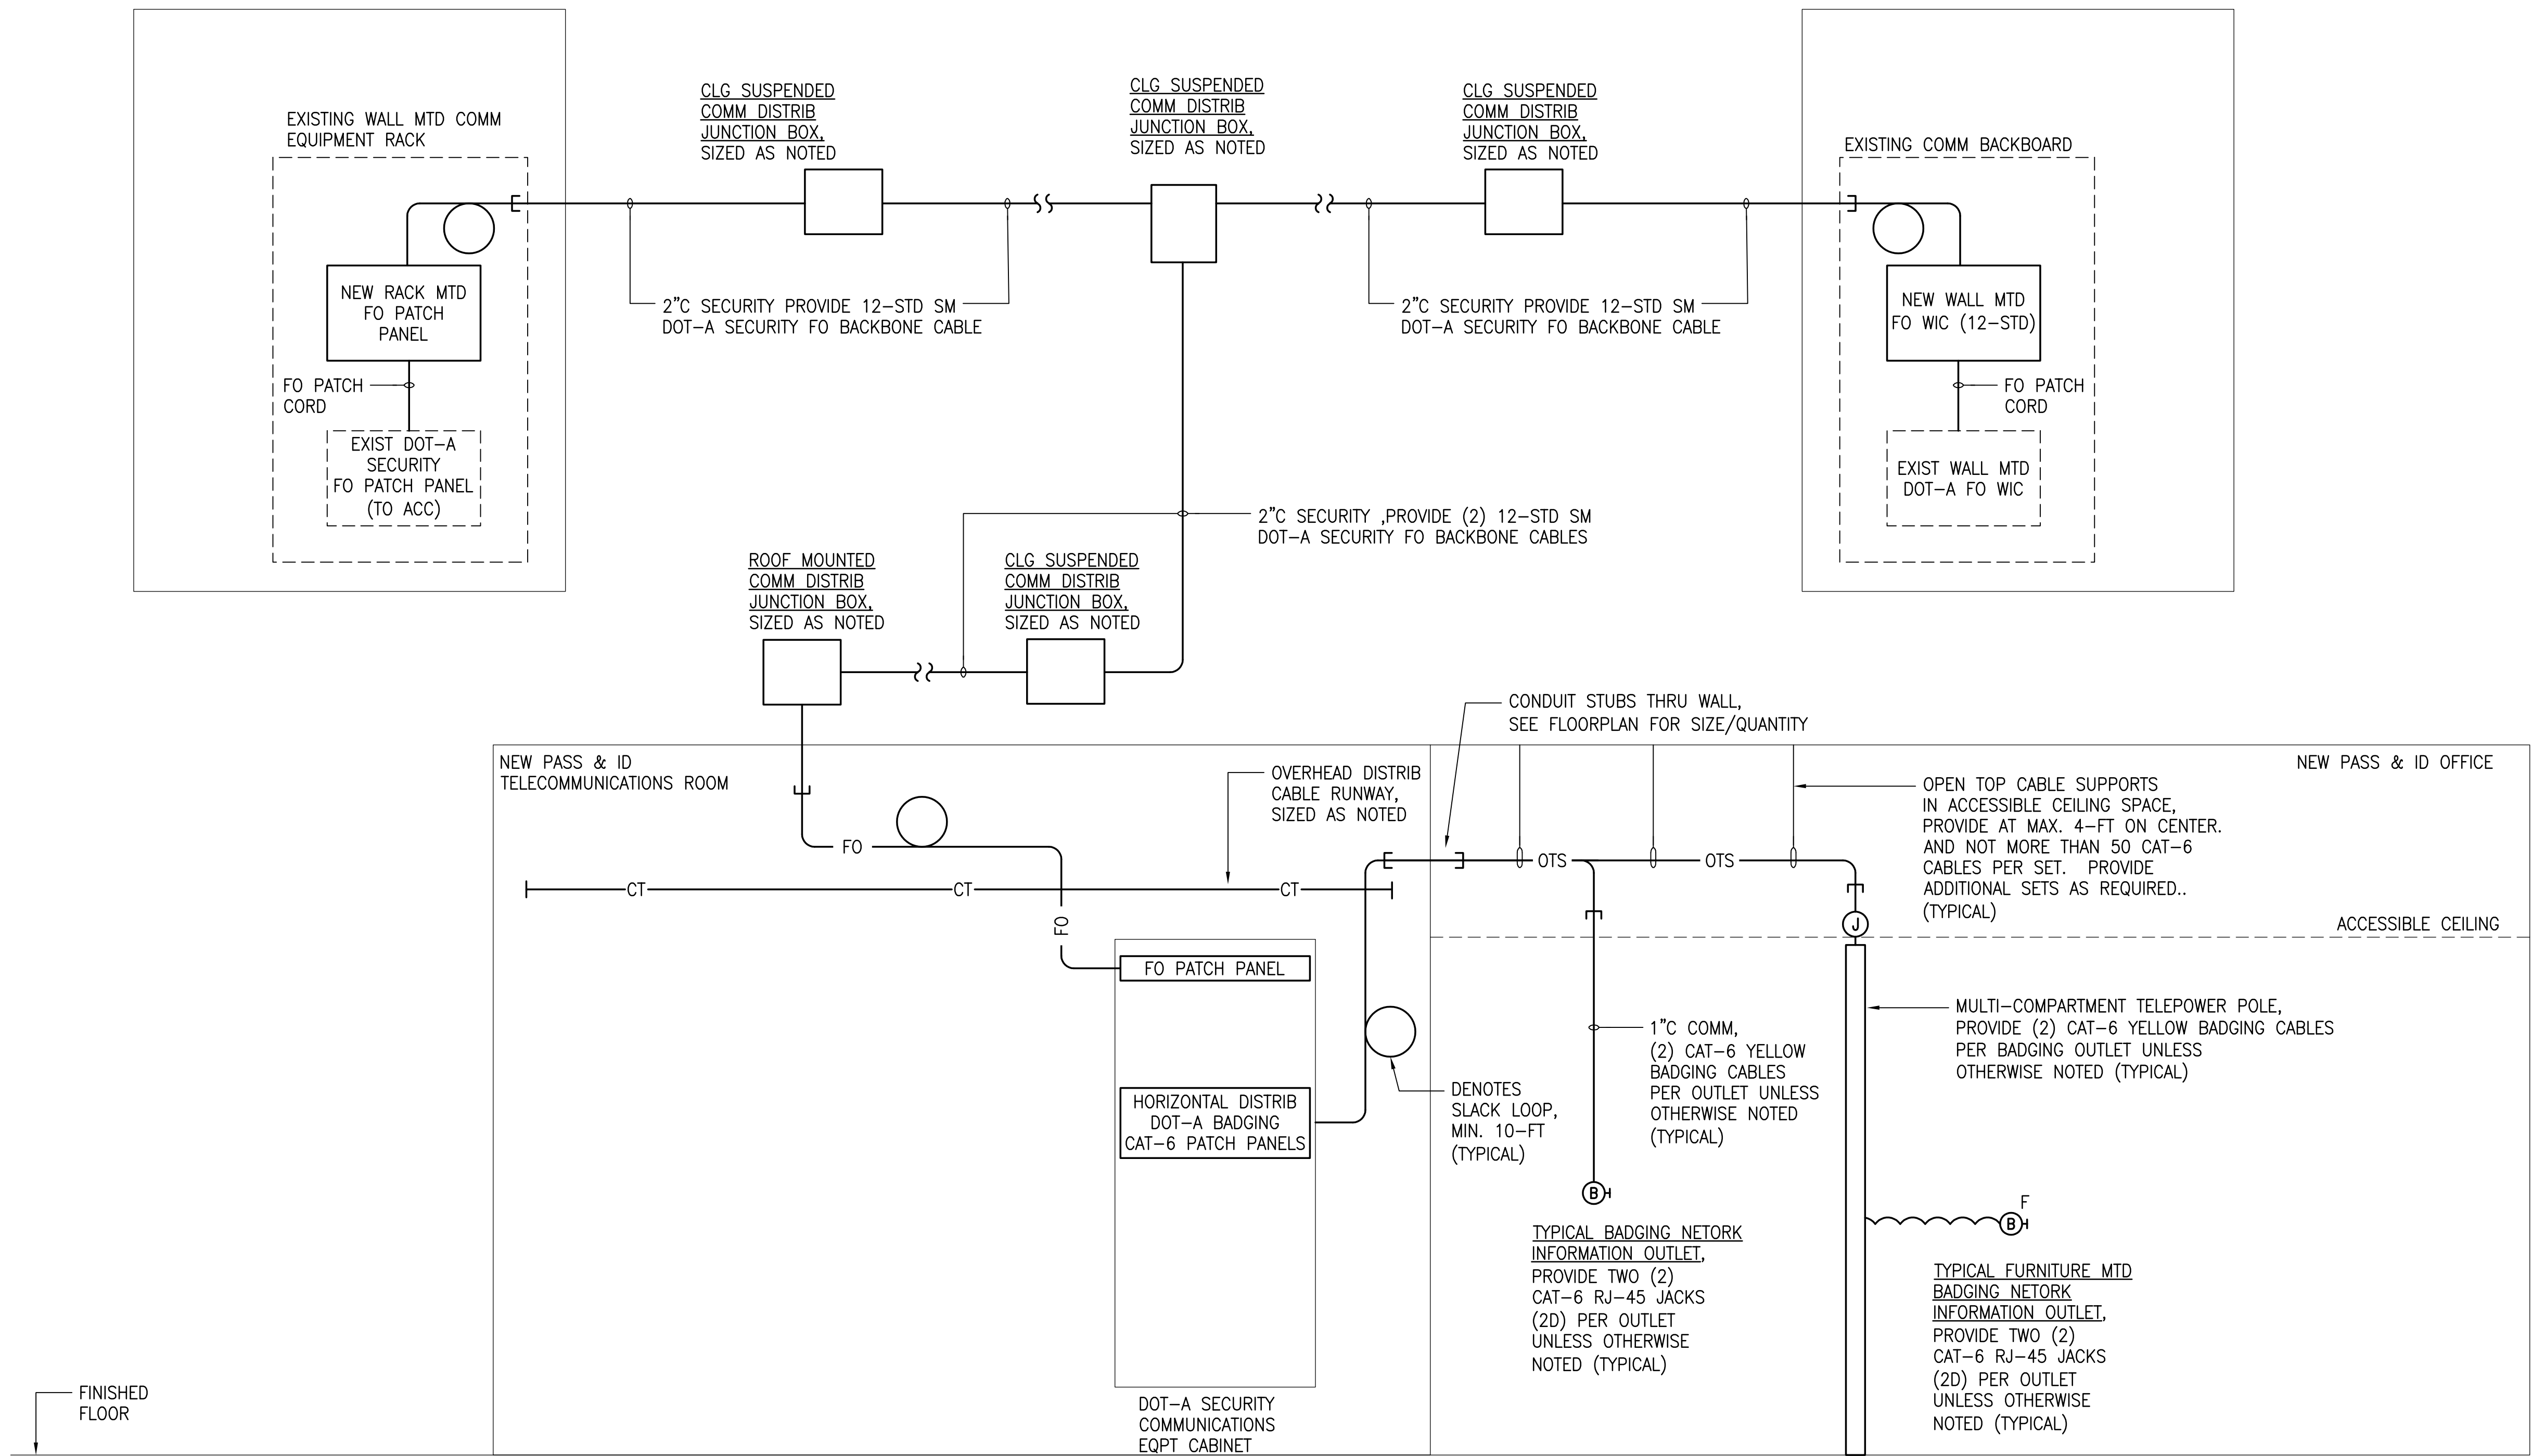 EXISTING WALL MTD COMM
EQUIPMENT RACK
NEW RACK MTD
FO PATCH
PANEL
FO PATCH
CORD
EXIST DOT-A
SECURITY
FO PATCH PANEL
(TO ACC)
CLG SUSPENDED
COMM DISTRIB
JUNCTION BOX,
SIZED AS NOTED
CLG SUSPENDED
COMM DISTRIB
JUNCTION BOX,
SIZED AS NOTED
CLG SUSPENDED
COMM DISTRIB
JUNCTION BOX,
SIZED AS NOTED
2"C SECURITY PROVIDE 12-STD SM
DOT-A SECURITY FO BACKBONE CABLE
2"C SECURITY PROVIDE 12-STD SM
DOT-A SECURITY FO BACKBONE CABLE
EXISTING COMM BACKBOARD
NEW WALL MTD
FO WIC (12-STD)
FO PATCH
CORD
EXIST WALL MTD
DOT-A FO WIC
2"C SECURITY ,PROVIDE (2) 12-STD SM
DOT-A SECURITY FO BACKBONE CABLES
ROOF MOUNTED
COMM DISTRIB
JUNCTION BOX,
SIZED AS NOTED
CLG SUSPENDED
COMM DISTRIB
JUNCTION BOX,
SIZED AS NOTED
CONDUIT STUBS THRU WALL,
SEE FLOORPLAN FOR SIZE/QUANTITY
NEW PASS & ID
TELECOMMUNICATIONS ROOM
OVERHEAD DISTRIB
CABLE RUNWAY,
SIZED AS NOTED
FO
CT
CT
CT
FO
FO PATCH PANEL
HORIZONTAL DISTRIB
DOT-A BADGING
CAT-6 PATCH PANELS
DOT-A SECURITY
COMMUNICATIONS
EQPT CABINET
DENOTES
SLACK LOOP,
MIN. 10-FT
(TYPICAL)
NEW PASS & ID OFFICE
OPEN TOP CABLE SUPPORTS
IN ACCESSIBLE CEILING SPACE,
PROVIDE AT MAX. 4-FT ON CENTER.
AND NOT MORE THAN 50 CAT-6
CABLES PER SET. PROVIDE
ADDITIONAL SETS AS REQUIRED..
(TYPICAL)
OTS
OTS
J
ACCESSIBLE CEILING
1"C COMM,
(2) CAT-6 YELLOW
BADGING CABLES
PER OUTLET UNLESS
OTHERWISE NOTED
(TYPICAL)
MULTI-COMPARTMENT TELEPOWER POLE,
PROVIDE (2) CAT-6 YELLOW BADGING CABLES
PER BADGING OUTLET UNLESS
OTHERWISE NOTED (TYPICAL)
B
TYPICAL BADGING NETORK
INFORMATION OUTLET,
PROVIDE TWO (2)
CAT-6 RJ-45 JACKS
(2D) PER OUTLET
UNLESS OTHERWISE
NOTED (TYPICAL)
F
B
TYPICAL FURNITURE MTD
BADGING NETORK
INFORMATION OUTLET,
PROVIDE TWO (2)
CAT-6 RJ-45 JACKS
(2D) PER OUTLET
UNLESS OTHERWISE
NOTED (TYPICAL)
FINISHED
FLOOR